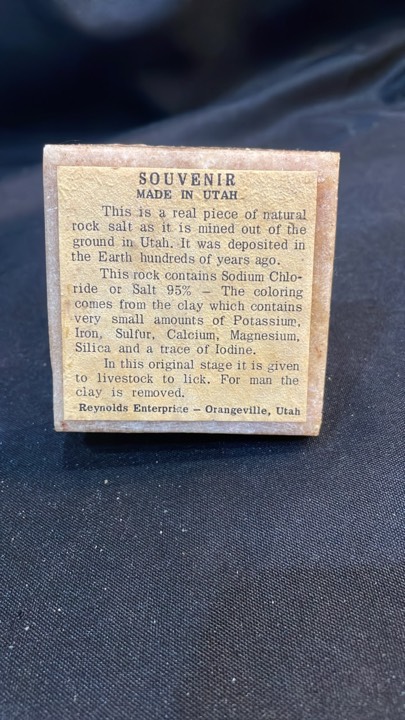 SOUVENIR
MADE IN UTAH
This is a real piece of natural
rock salt as it is mined out of the
ground in Utah. It was deposited in
the Earth hundreds of years ago.
This rock contains Sodium Chlo-
ride or Salt 95% — The coloring
comes from the clay which contains
very small amounts of Potassium,
Iron, Sulfur, Calcium, Magnesium,
Silica and a trace of Iodine.
In this original stage it is given
to livestock to lick. For man the
clay is removed.
Reynolds Enterprise — Orangeville, Utah